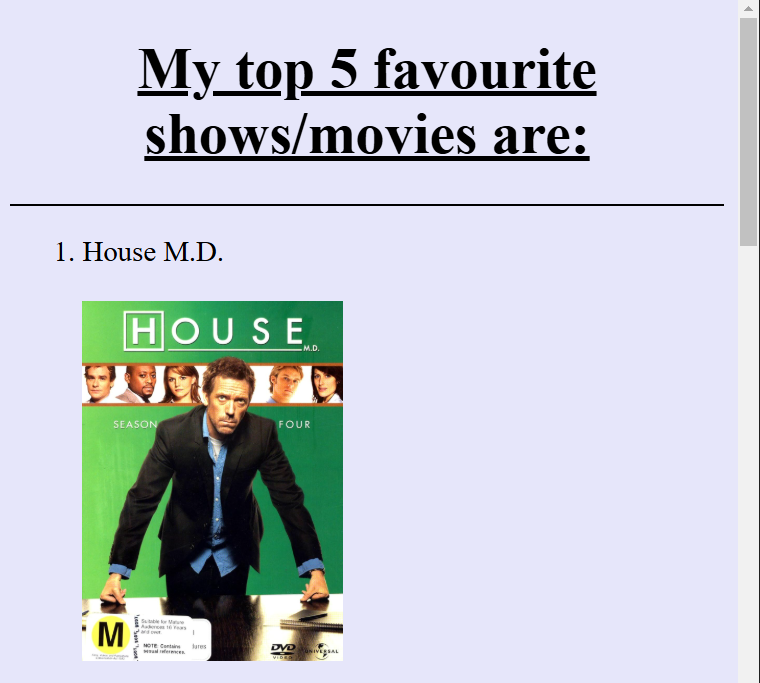 My top 5 favourite
shows/movies are:
1. House M.D.
HOUSE
M.D.
SEASON FOUR
M
Suitable for Mature
Audiences 16 Years
and over.
NOTE: Contains
sexual references.
tures
DVD
VIDEO
UNIVERSAL